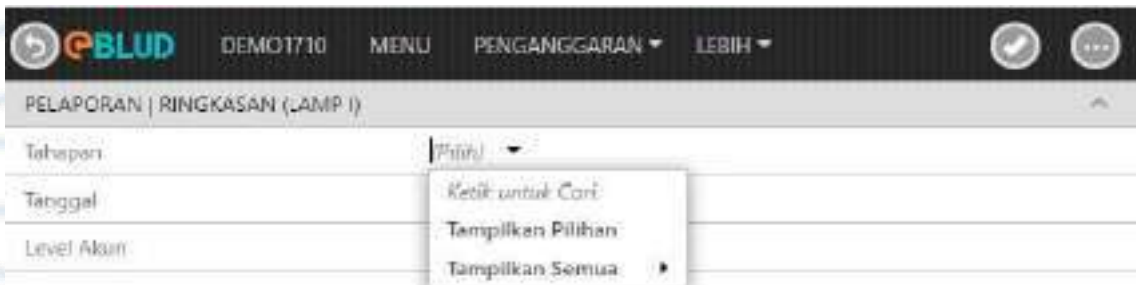 eBLUD DEMO1710 MENU PENGANGGARAN LEBIH
PELAPORAN | RINGKASAN (LAMP I)
Tahapan (Pilih)
Ketik untuk Cari
Tanggal
Tampilkan Pilihan
Level Akun
Tampilkan Semua